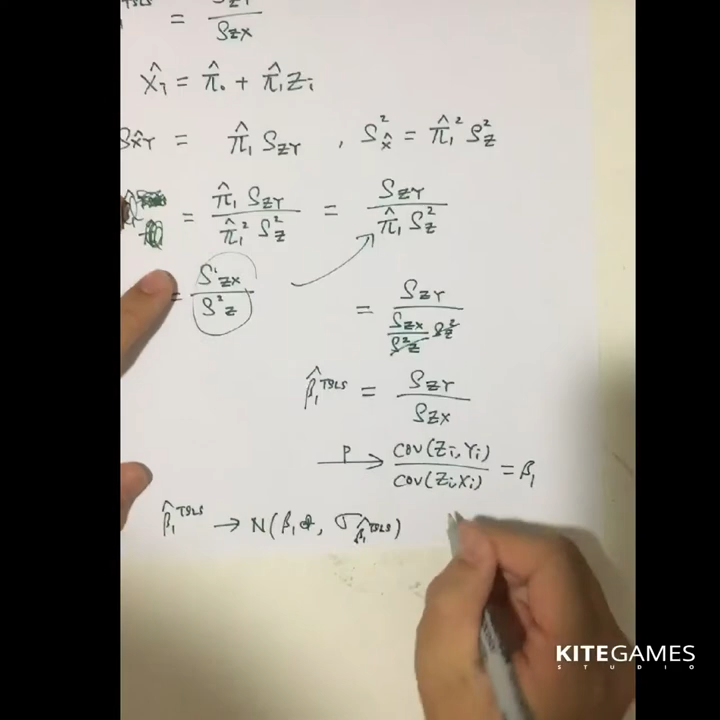 = S_ZY / S_ZX
X̂_i = π̂_0 + π̂_1 Z_i
S_X̂Y = π̂_1 S_ZY , S²_X̂ = π̂_1² S²_Z
= π̂_1 S_ZY / π̂_1² S²_Z = S_ZY / π̂_1 S²_Z
= S_ZX / S²_Z
= S_ZY / (S_ZX / S²_Z) S²_Z
β̂_1^TSLS = S_ZY / S_ZX
P → cov(Z_i, Y_i) / cov(Z_i, X_i) = β_1
β̂_1^TSLS → N(β_1, σ_β̂_1^TSLS)
KITEGAMES
STUDIO